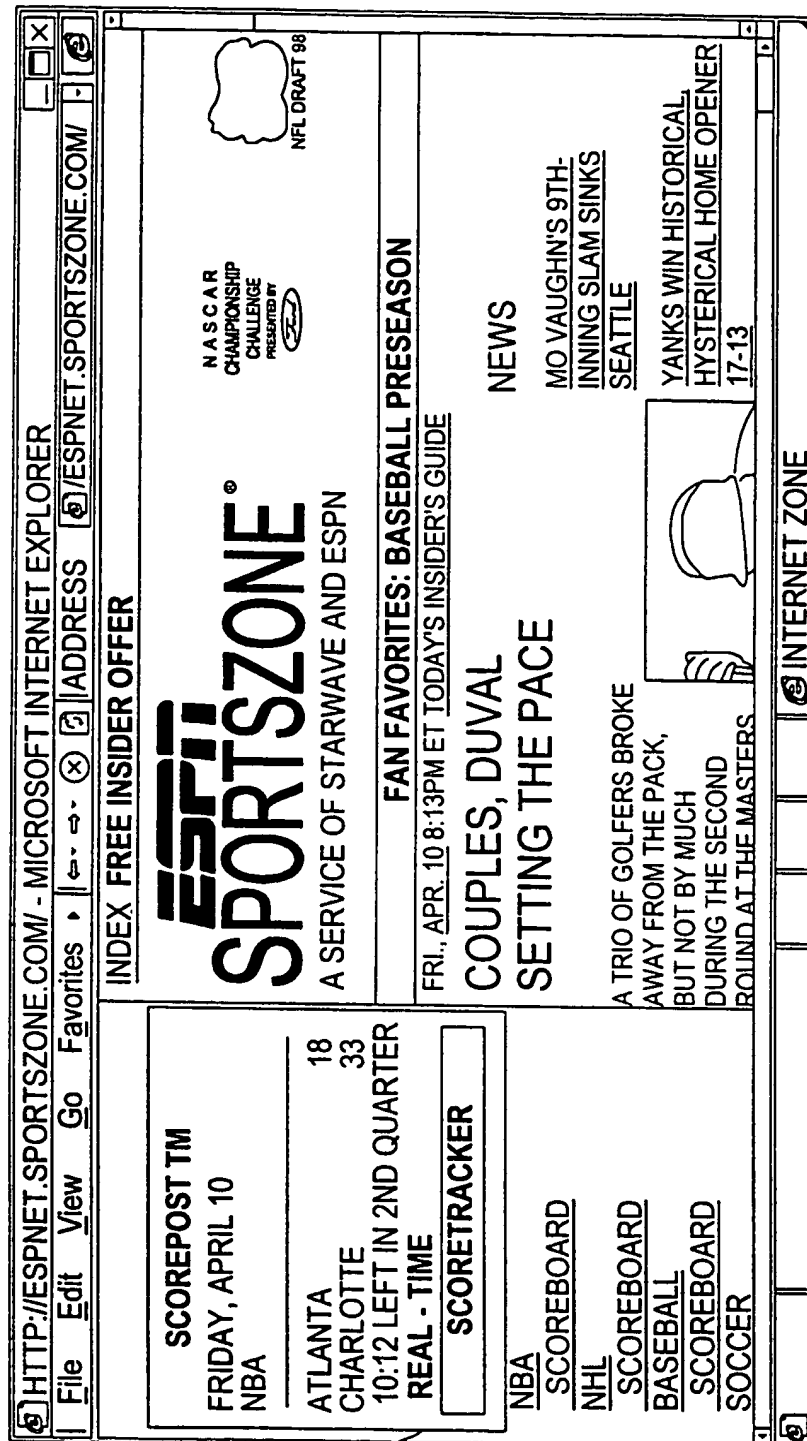 HTTP://ESPNET.SPORTSZONE.COM/ - MICROSOFT INTERNET EXPLORER
File Edit View Go Favorites ADDRESS /ESPNET.SPORTSZONE.COM/
SCOREPOST TM
FRIDAY, APRIL 10
NBA
ATLANTA 18
CHARLOTTE 33
10:12 LEFT IN 2ND QUARTER
REAL - TIME
SCORETRACKER
NBA
SCOREBOARD
NHL
SCOREBOARD
BASEBALL
SCOREBOARD
SOCCER
INDEX FREE INSIDER OFFER
ESPN
SPORTSZONE®
A SERVICE OF STARWAVE AND ESPN
NASCAR
CHAMPIONSHIP
CHALLENGE
PRESENTED BY
Ford
NFL DRAFT 98
FAN FAVORITES: BASEBALL PRESEASON
FRI., APR. 10 8:13PM ET TODAY'S INSIDER'S GUIDE
COUPLES, DUVAL
SETTING THE PACE
A TRIO OF GOLFERS BROKE
AWAY FROM THE PACK,
BUT NOT BY MUCH
DURING THE SECOND
ROUND AT THE MASTERS
NEWS
MO VAUGHN'S 9TH-
INNING SLAM SINKS
SEATTLE
YANKS WIN HISTORICAL,
HYSTERICAL HOME OPENER
17-13
INTERNET ZONE